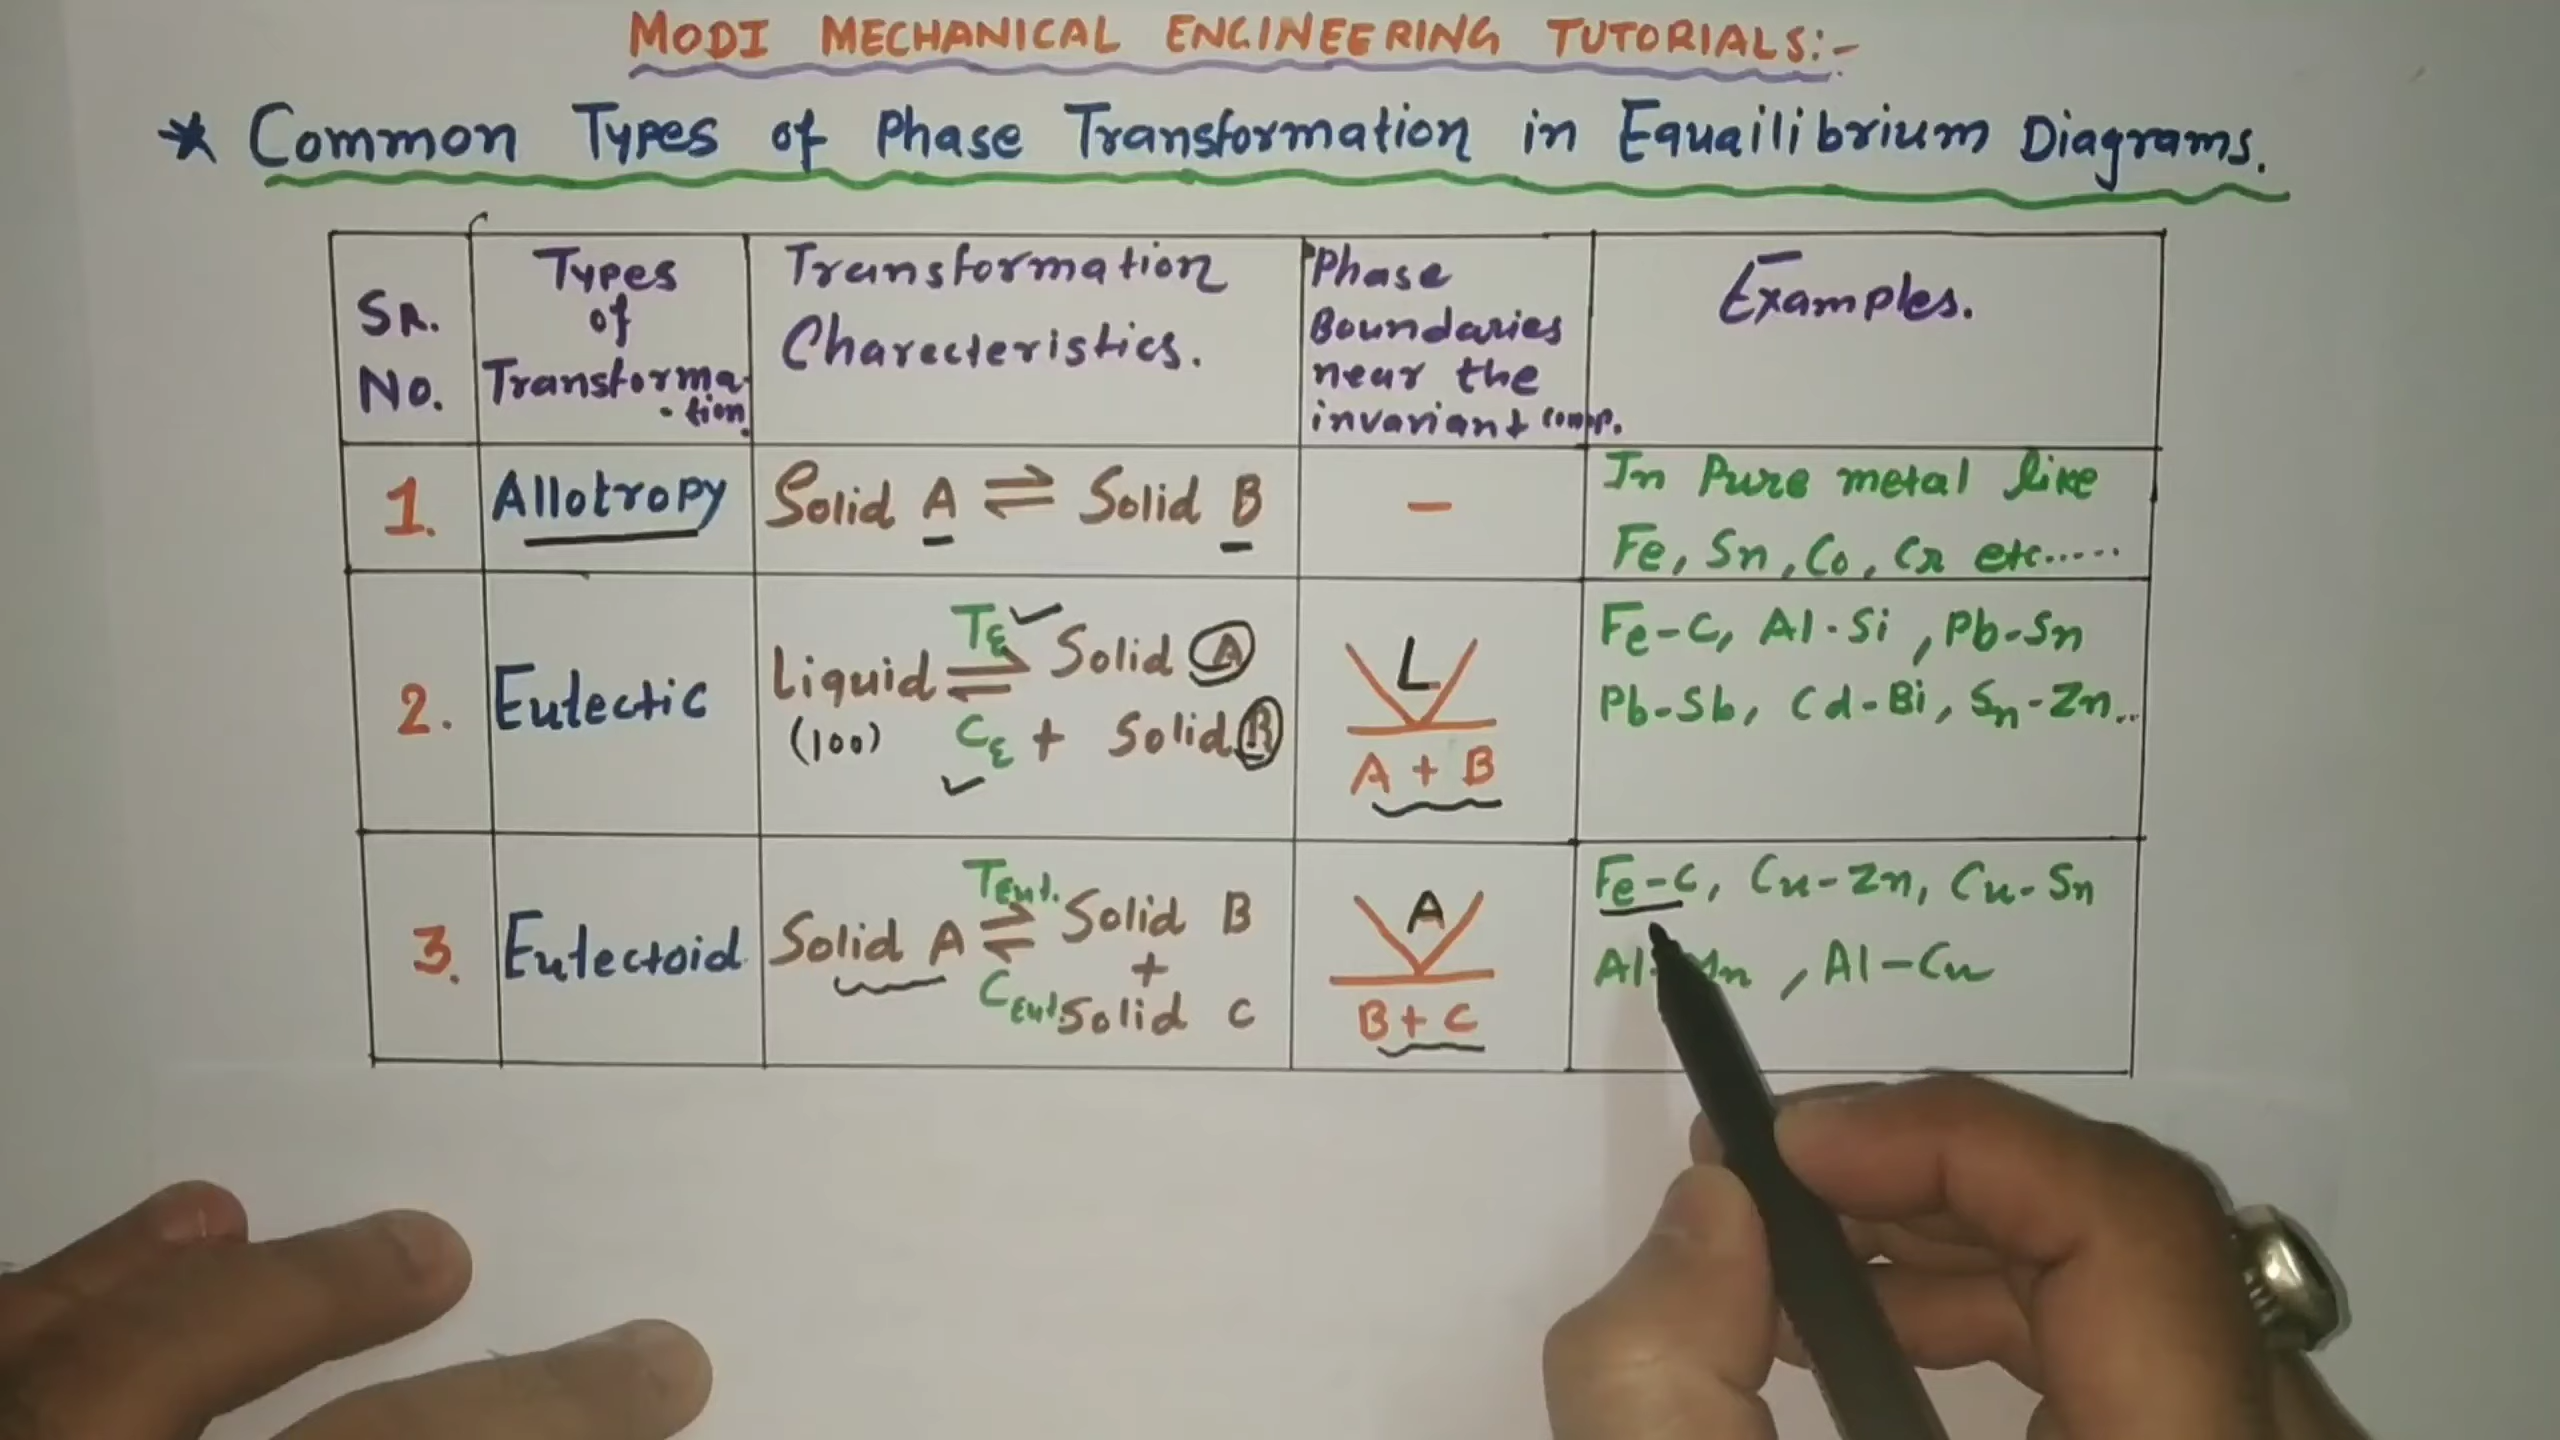 MODI MECHANICAL ENGINEERING TUTORIALS:-
* Common Types of Phase Transformation in Equailibrium Diagrams.
Sr. No.
Types of Transforma-tion.
Transformation Charecteristics.
Phase Boundaries near the invariant comp.
Examples.
1.
Allotropy
Solid A ⇌ Solid B
-
In Pure metal like
Fe, Sn, Co, Cr etc.....
2.
Eutectic
TE ✓
Liquid ⇌ Solid A
(100) CE + Solid B
✓
L
A + B
Fe-C, Al-Si, Pb-Sn
Pb-Sb, Cd-Bi, Sn-Zn..
3.
Eutectoid
Teut.
Solid A ⇌ Solid B
+
Ceut. Solid C
A
B + C
Fe-C, Cu-Zn, Cu-Sn
, Al-Cu